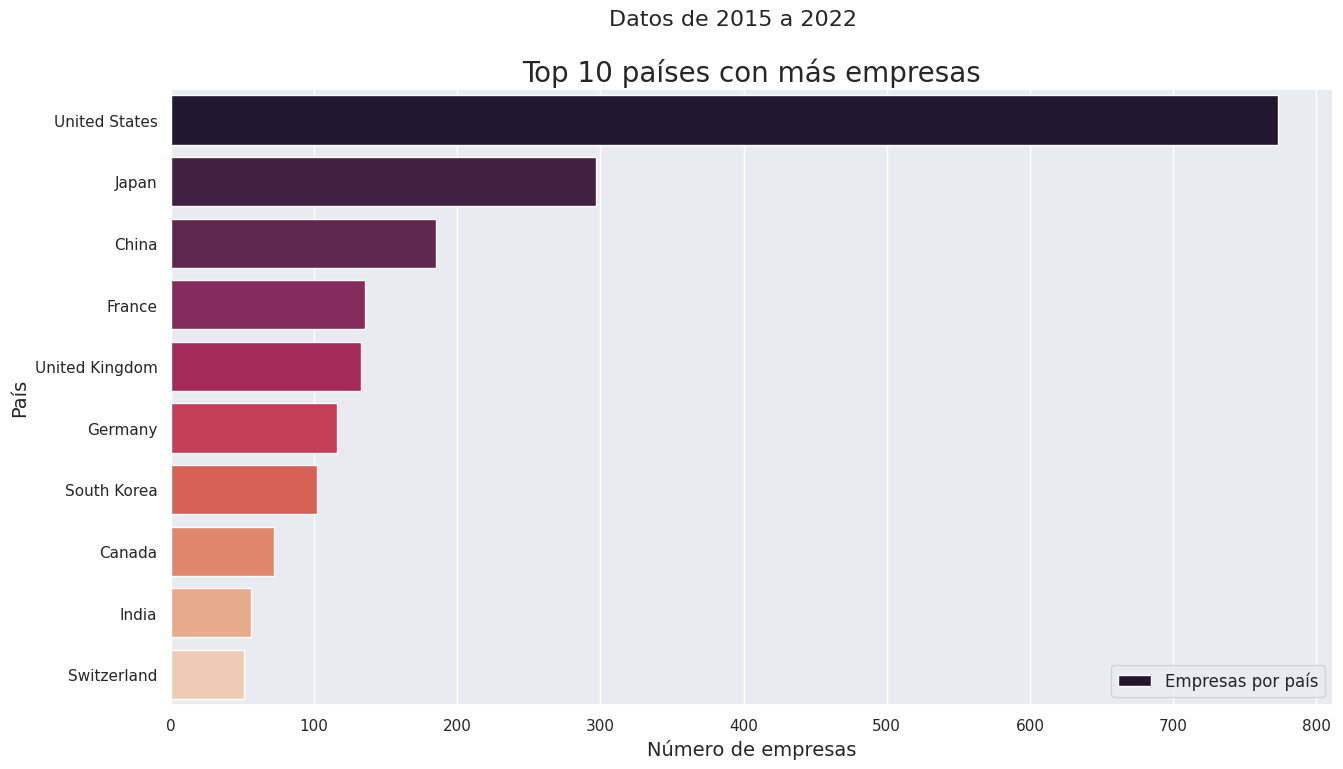 Datos de 2015 a 2022
Top 10 países con más empresas
United States
Japan
China
France
United Kingdom
Germany
South Korea
Canada
India
Switzerland
País
Empresas por país
0 100 200 300 400 500 600 700 800
Número de empresas